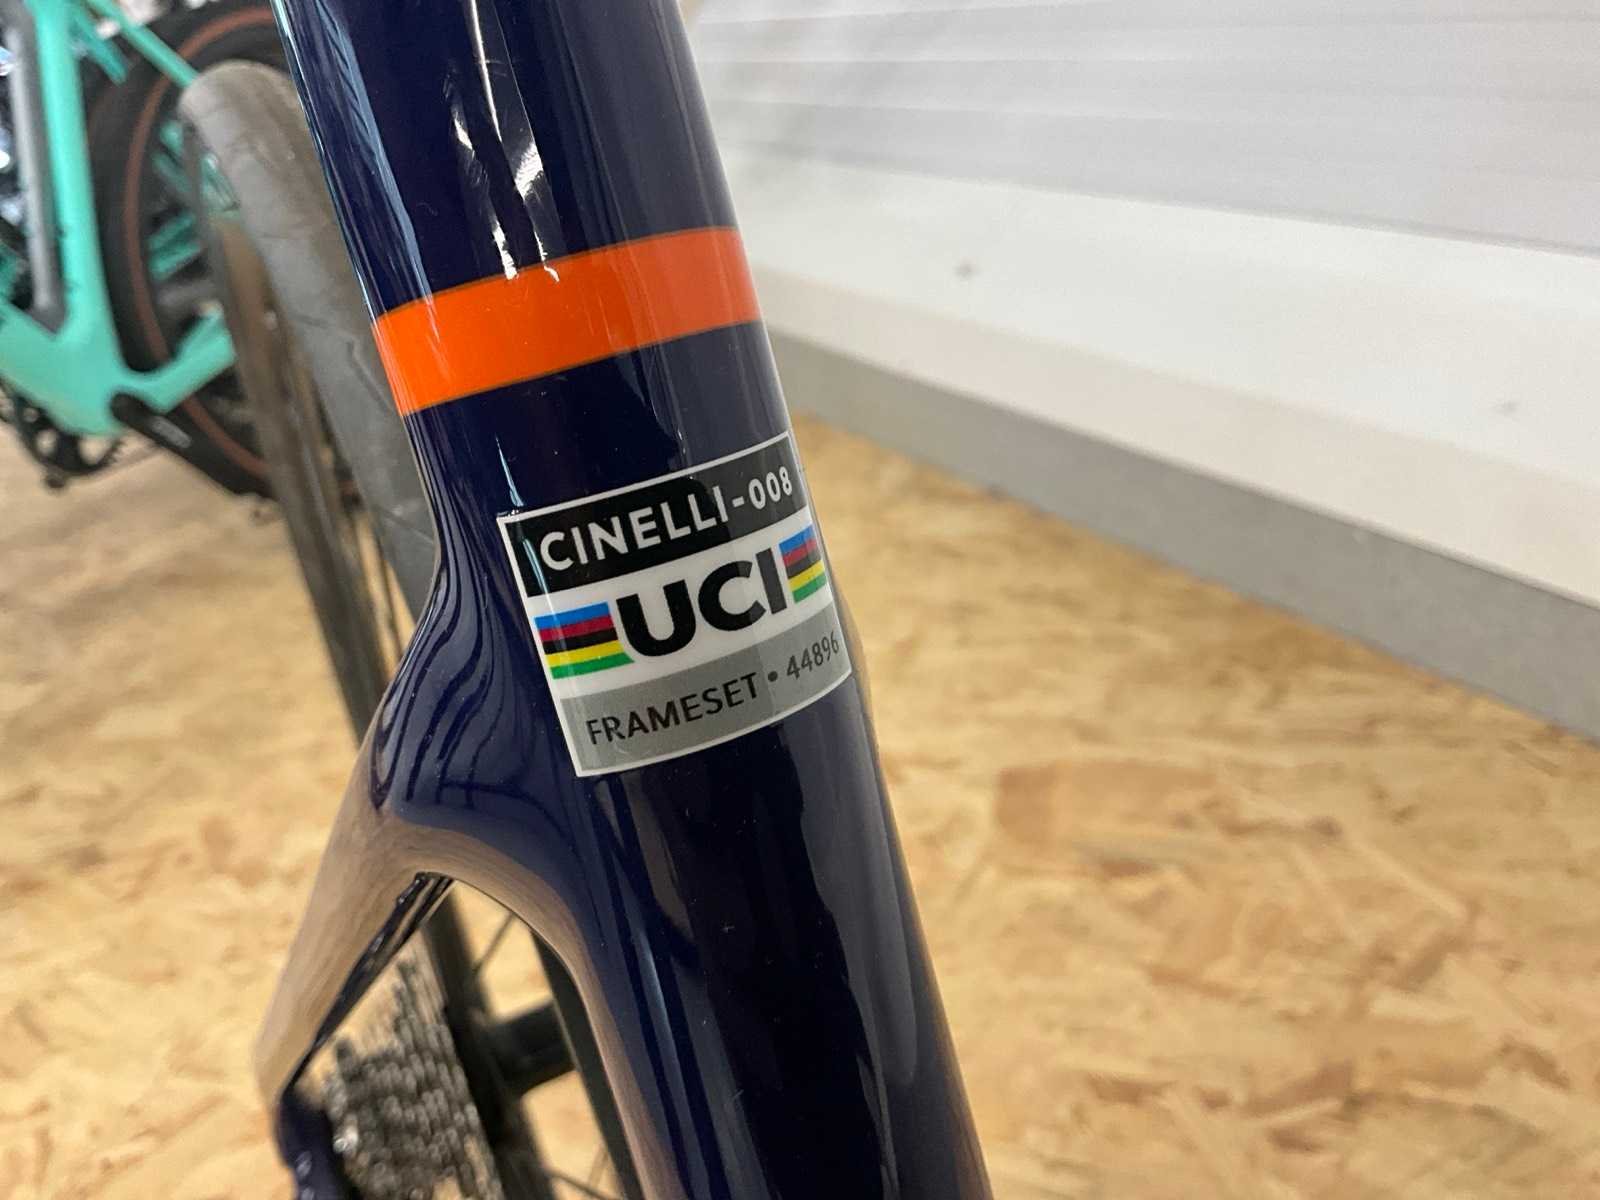 CINELLI-008
UCI
FRAMESET • 44896